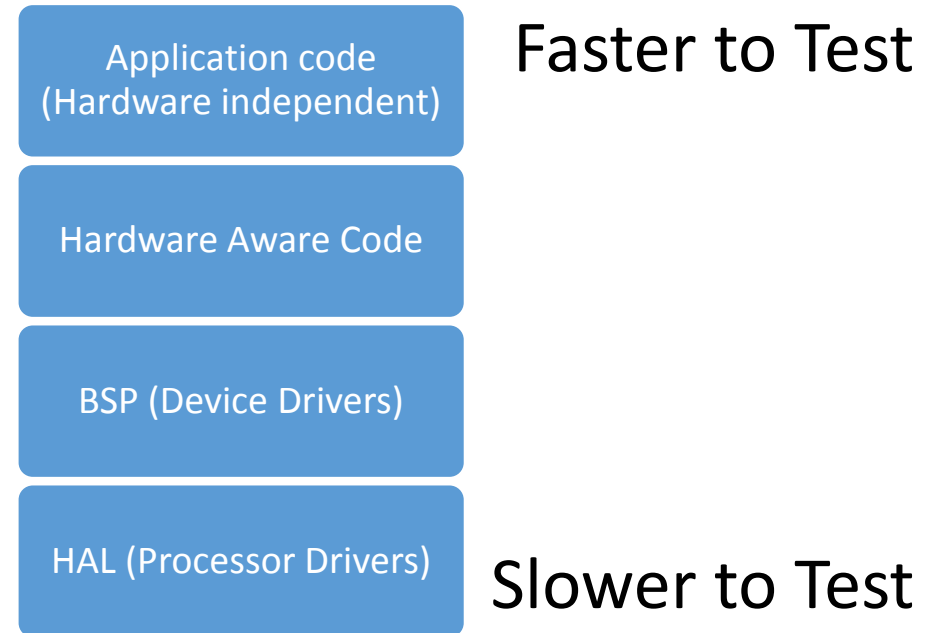 Application code
(Hardware independent)
Faster to Test
Hardware Aware Code
BSP (Device Drivers)
HAL (Processor Drivers)
Slower to Test